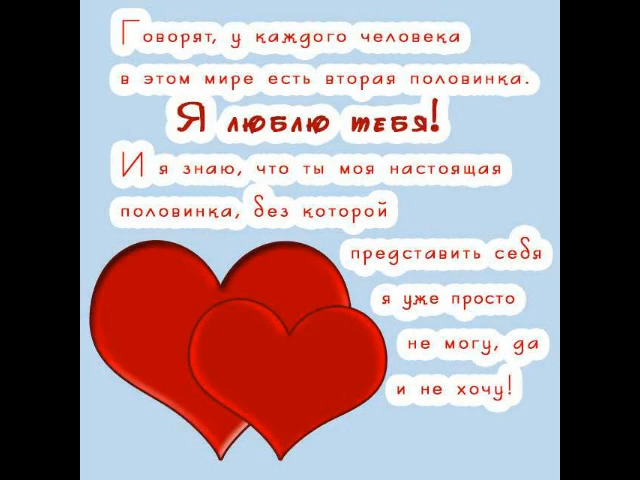 Говорят, у каждого человека
в этом мире есть вторая половинка.
Я люблю тебя!
И я знаю, что ты моя настоящая
половинка, без которой
представить себя
я уже просто
не могу, да
и не хочу!